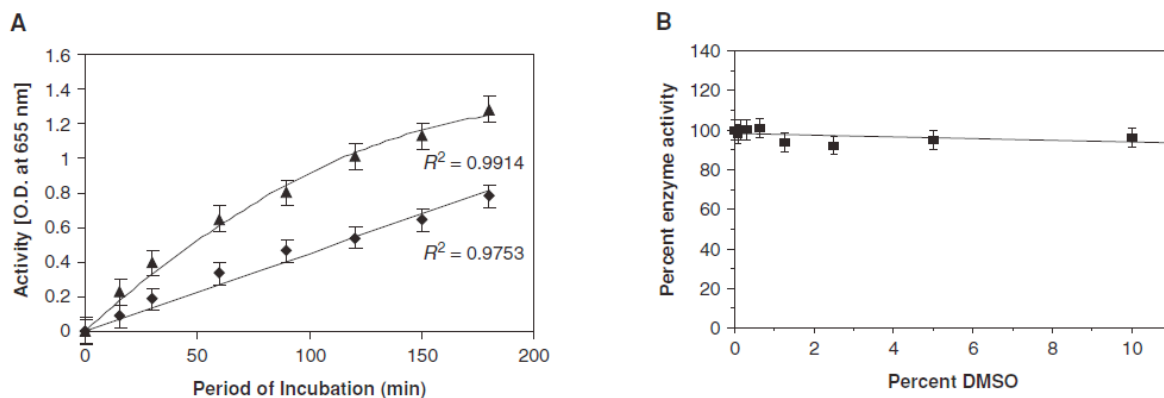 A
Activity [O.D. at 655 nm]
1.6
1.4
1.2
1
0.8
0.6
0.4
0.2
0
R² = 0.9914
R² = 0.9753
0 50 100 150 200
Period of Incubation (min)
B
Percent enzyme activity
140
120
100
80
60
40
20
0
0 2 4 6 8 10
Percent DMSO